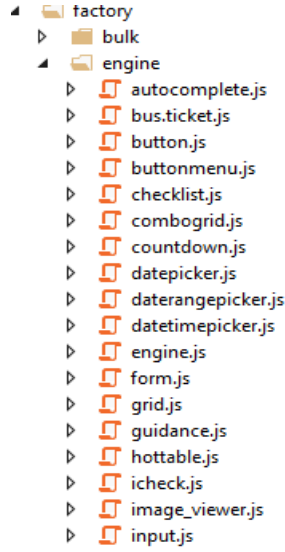 factory
bulk
engine
autocomplete.js
bus.ticket.js
button.js
buttonmenu.js
checklist.js
combogrid.js
countdown.js
datepicker.js
daterangepicker.js
datetimepicker.js
engine.js
form.js
grid.js
guidance.js
hottable.js
icheck.js
image_viewer.js
input.js